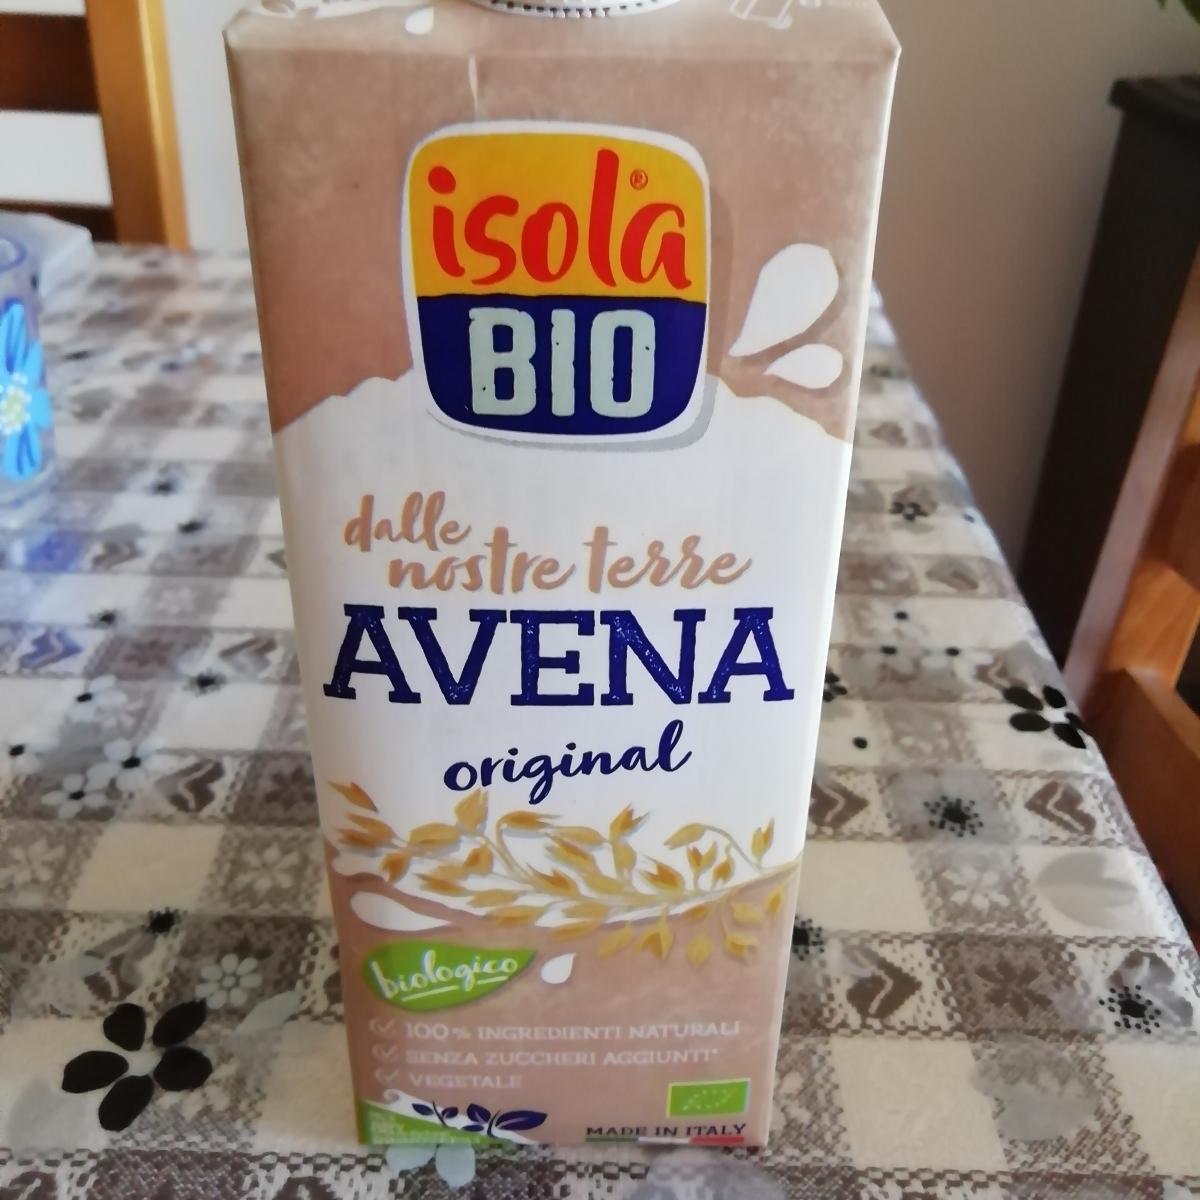 isola®
BIO
dalle
nostre terre
AVENA
original
biologico
100% INGREDIENTI NATURALI
SENZA ZUCCHERI AGGIUNTI*
VEGETALE
MADE IN ITALY